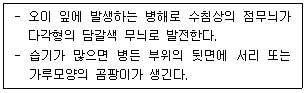 - 오이 잎에 발생하는 병해로 수침상의 점무늬가
다각형의 담갈색 무늬로 발전한다.
- 습기가 많으면 병든 부위의 뒷면에 서리 또는
가루모양의 곰팡이가 생긴다.